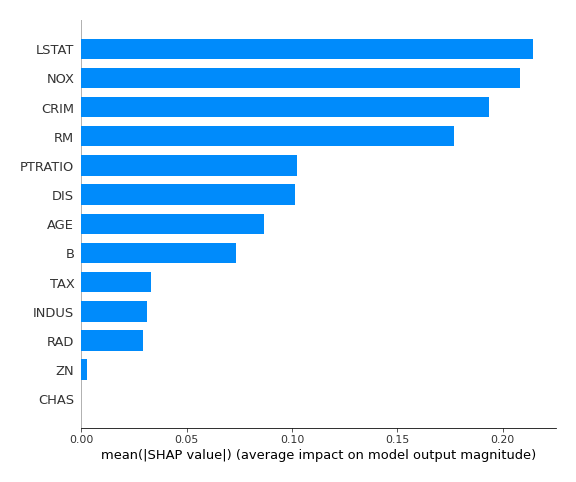 LSTAT
NOX
CRIM
RM
PTRATIO
DIS
AGE
B
TAX
INDUS
RAD
ZN
CHAS
0.00 0.05 0.10 0.15 0.20
mean(|SHAP value|) (average impact on model output magnitude)